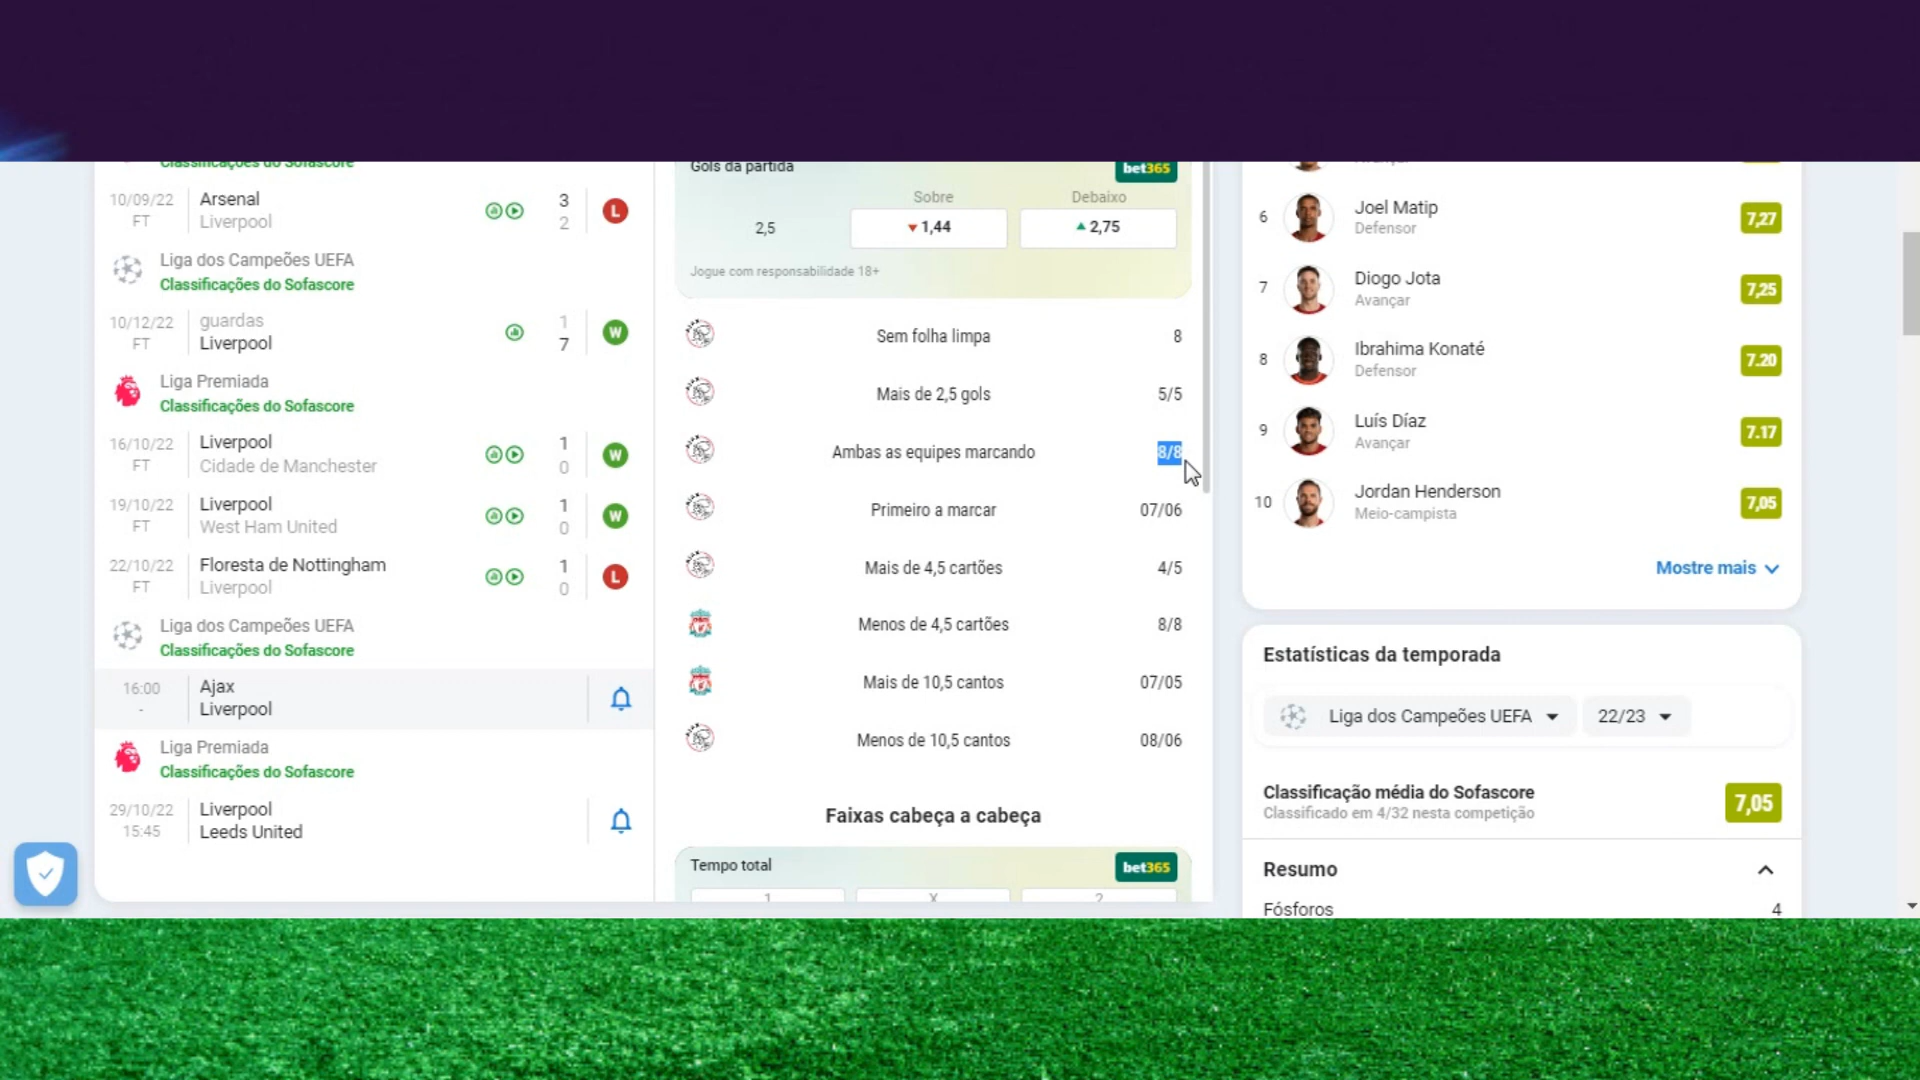 Classificações do Sofascore
10/09/22
FT
Arsenal
Liverpool
3
2
L
Liga dos Campeões UEFA
Classificações do Sofascore
10/12/22
FT
guardas
Liverpool
1
7
W
Liga Premiada
Classificações do Sofascore
16/10/22
FT
Liverpool
Cidade de Manchester
1
0
W
19/10/22
FT
Liverpool
West Ham United
1
0
W
22/10/22
FT
Floresta de Nottingham
Liverpool
1
0
L
Liga dos Campeões UEFA
Classificações do Sofascore
16:00
-
Ajax
Liverpool
Liga Premiada
Classificações do Sofascore
29/10/22
15:45
Liverpool
Leeds United
Gols da partida
bet365
Sobre
Debaixo
2,5
1,44
2,75
Jogue com responsabilidade 18+
Sem folha limpa 8
Mais de 2,5 gols 5/5
Ambas as equipes marcando 8/8
Primeiro a marcar 07/06
Mais de 4,5 cartões 4/5
Menos de 4,5 cartões 8/8
Mais de 10,5 cantos 07/05
Menos de 10,5 cantos 08/06
Faixas cabeça a cabeça
Tempo total
bet365
1 X 2
Avançar
6
Joel Matip
Defensor
7,27
7
Diogo Jota
Avançar
7,25
8
Ibrahima Konaté
Defensor
7.20
9
Luís Díaz
Avançar
7.17
10
Jordan Henderson
Meio-campista
7,05
Mostre mais
Estatísticas da temporada
Liga dos Campeões UEFA
22/23
Classificação média do Sofascore
Classificado em 4/32 nesta competição
7,05
Resumo
Fósforos 4